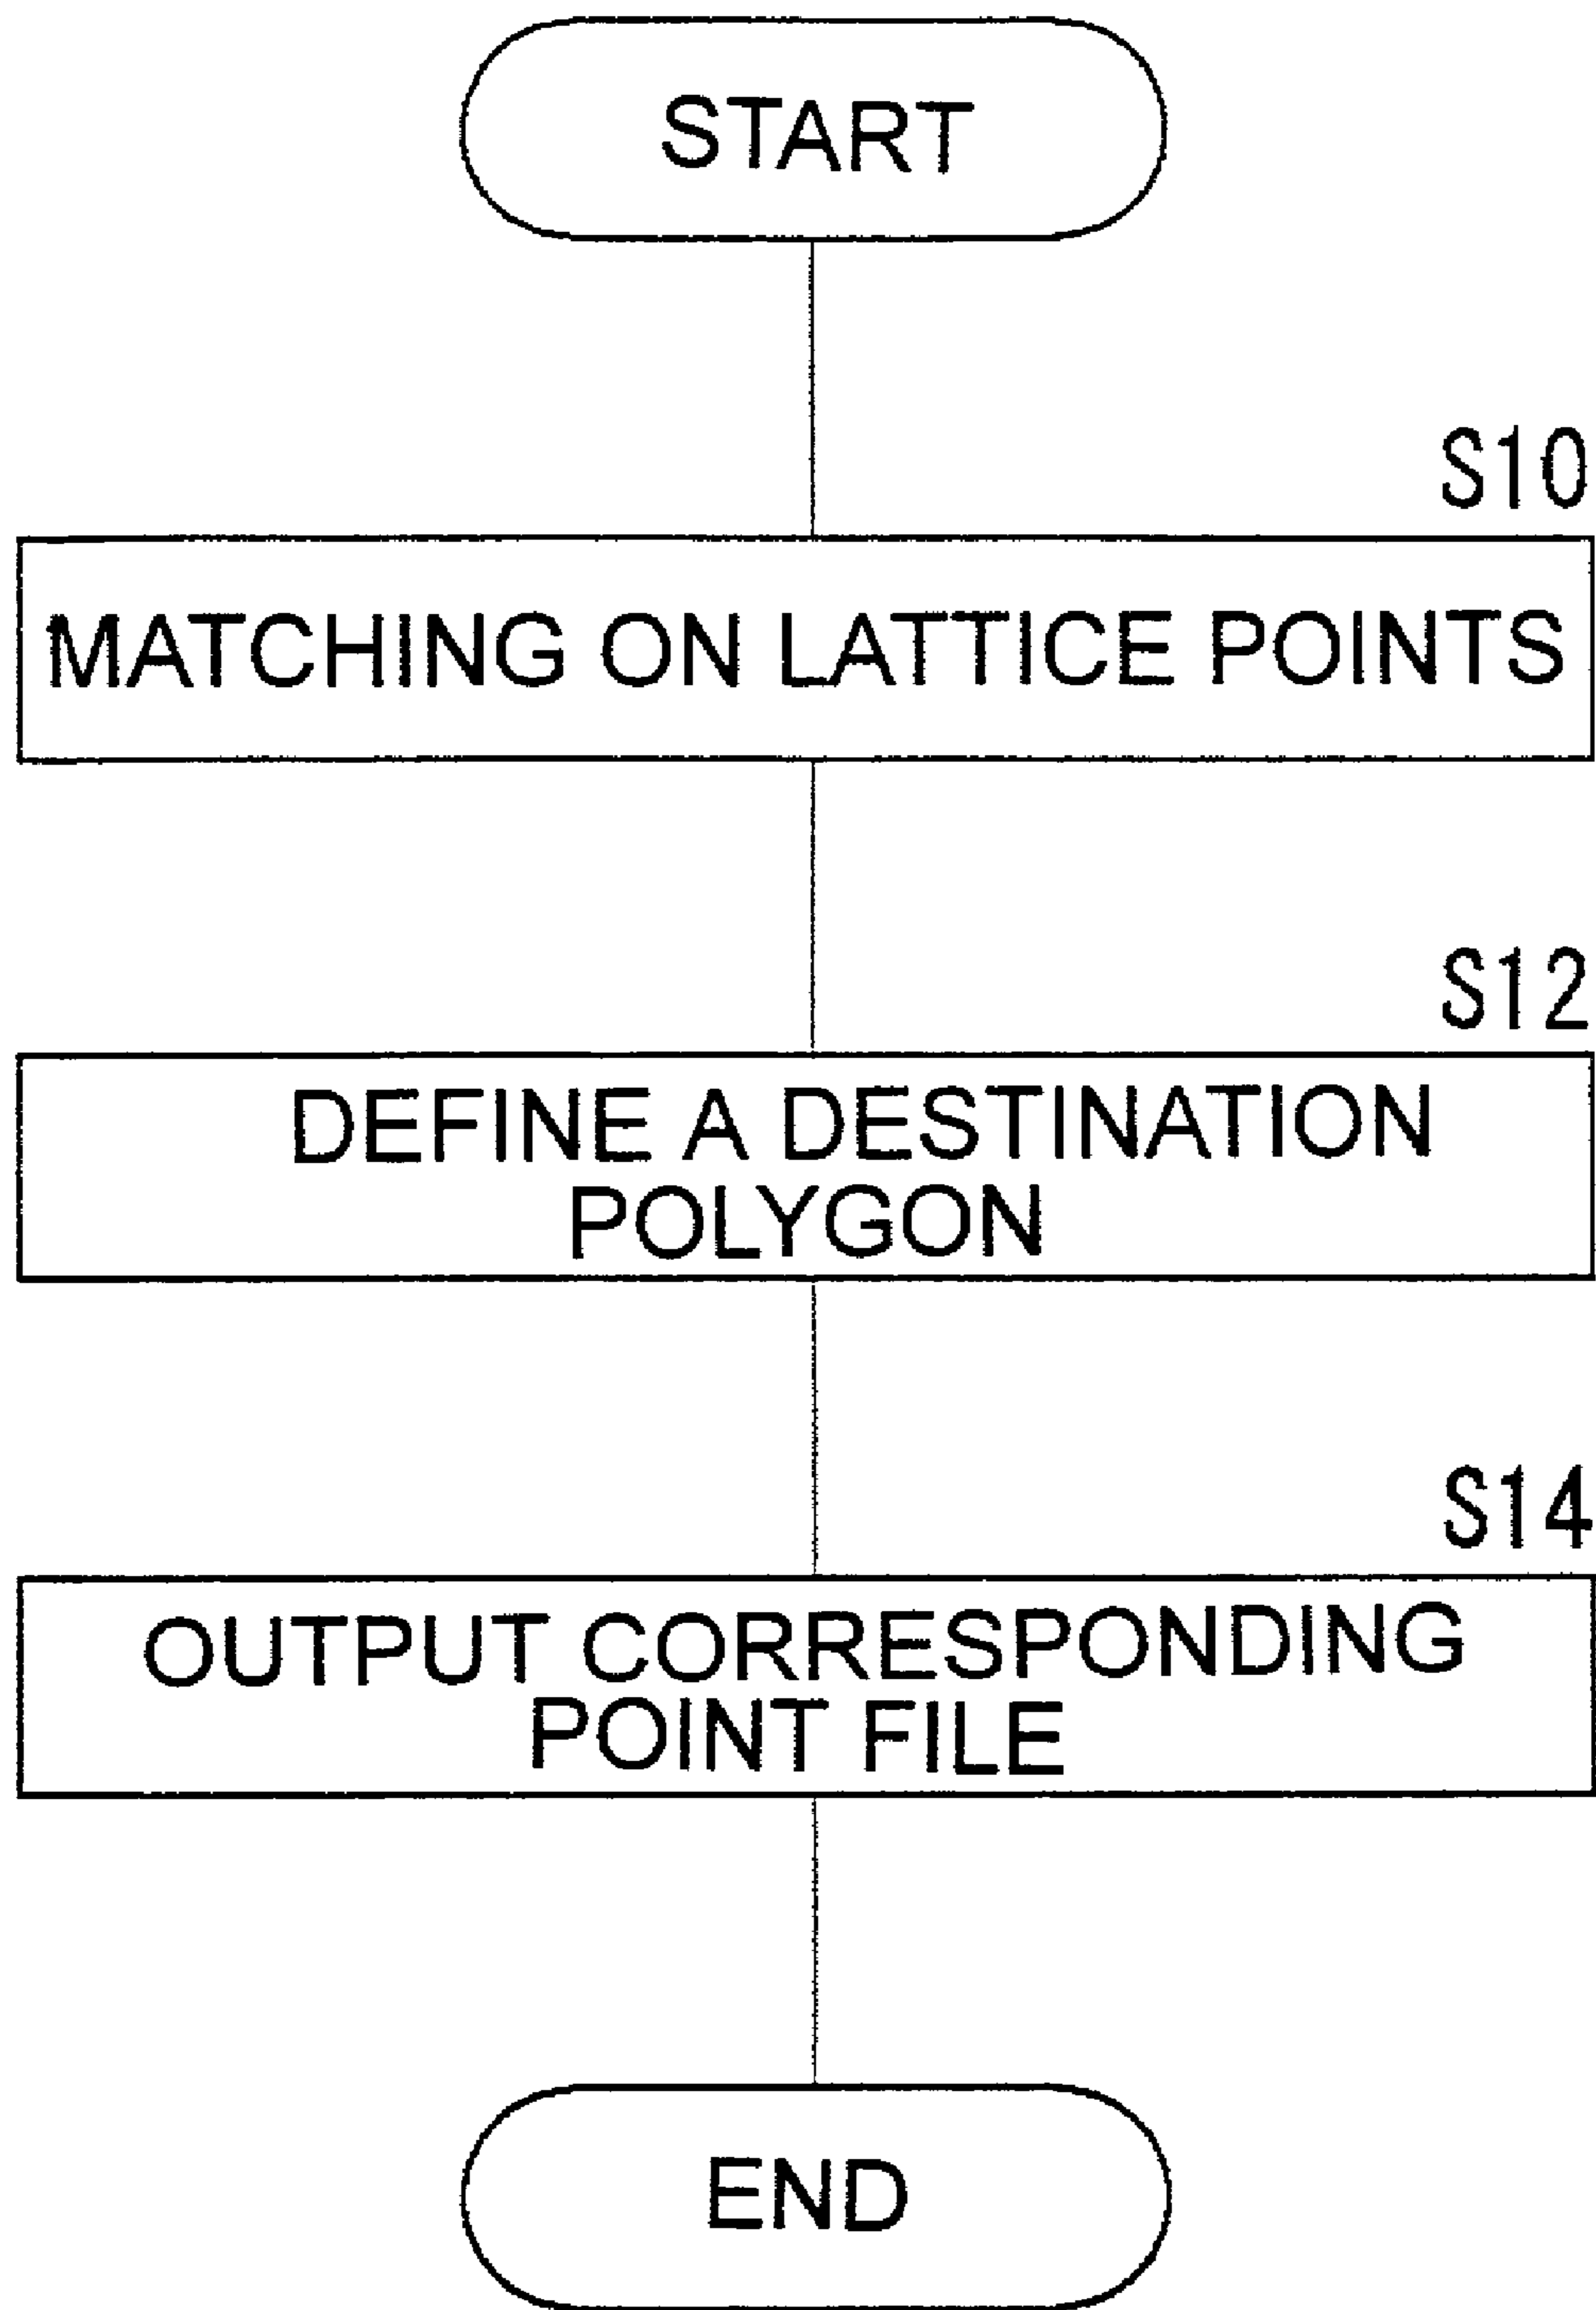 START
S10
MATCHING ON LATTICE POINTS
S12
DEFINE A DESTINATION
POLYGON
S14
OUTPUT CORRESPONDING
POINT FILE
END